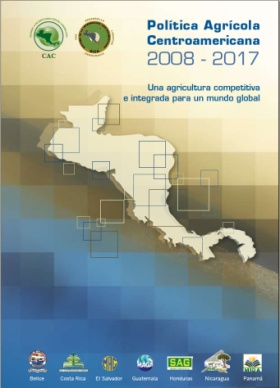 Política Agrícola
Centroamericana
2008 - 2017
Una agricultura competitiva
e integrada para un mundo global
CAC
SAG
Belice
Costa Rica
El Salvador
Guatemala
Honduras
Nicaragua
Panamá